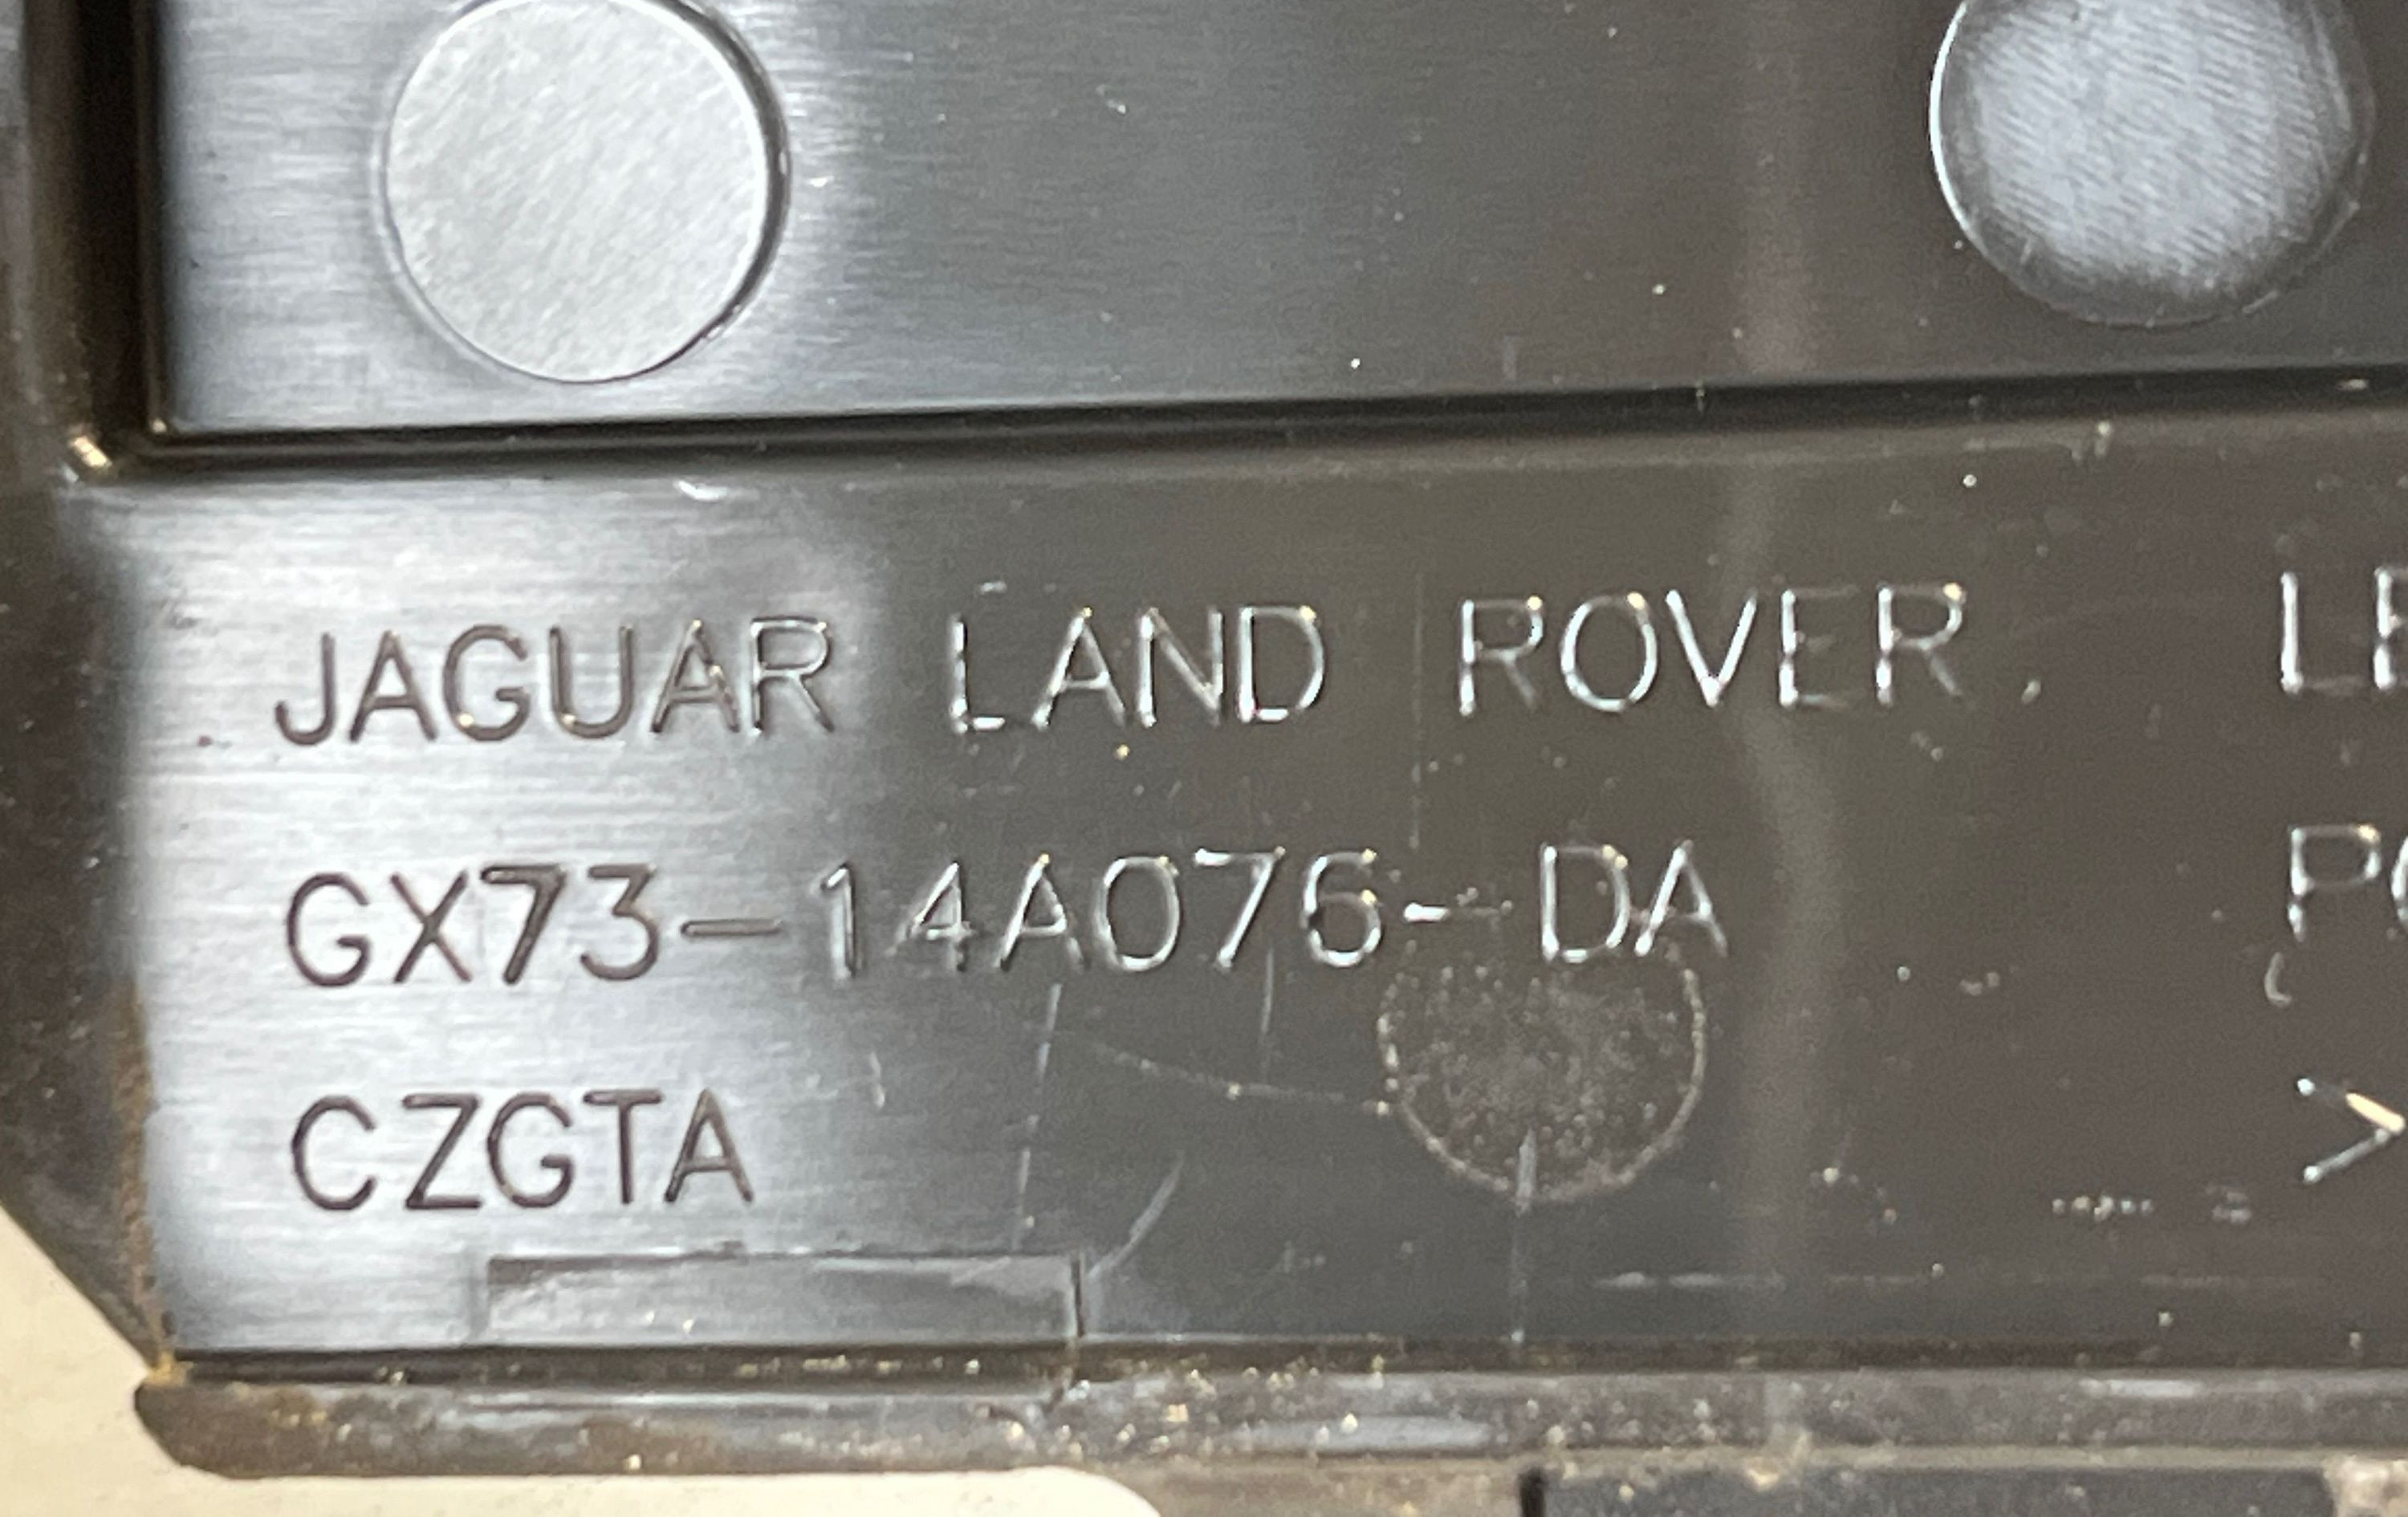 JAGUAR LAND ROVER
GX73-14A076-DA
CZGTA
>